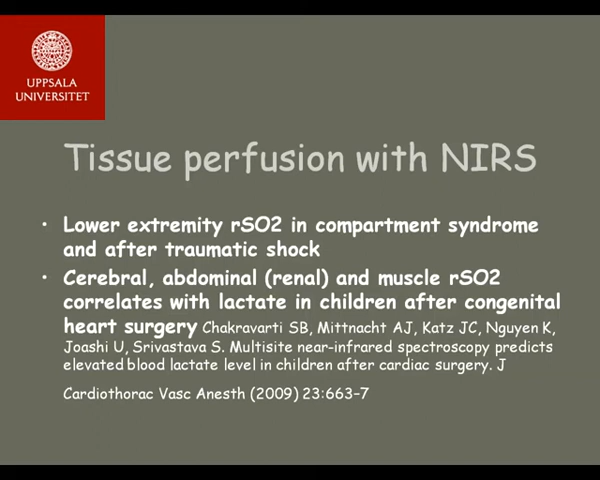 UPPSALA
UNIVERSITET
Tissue perfusion with NIRS
• Lower extremity rSO2 in compartment syndrome
and after traumatic shock
• Cerebral, abdominal (renal) and muscle rSO2
correlates with lactate in children after congenital
heart surgery Chakravarti SB, Mittnacht AJ, Katz JC, Nguyen K,
Joashi U, Srivastava S. Multisite near-infrared spectroscopy predicts
elevated blood lactate level in children after cardiac surgery. J
Cardiothorac Vasc Anesth (2009) 23:663–7